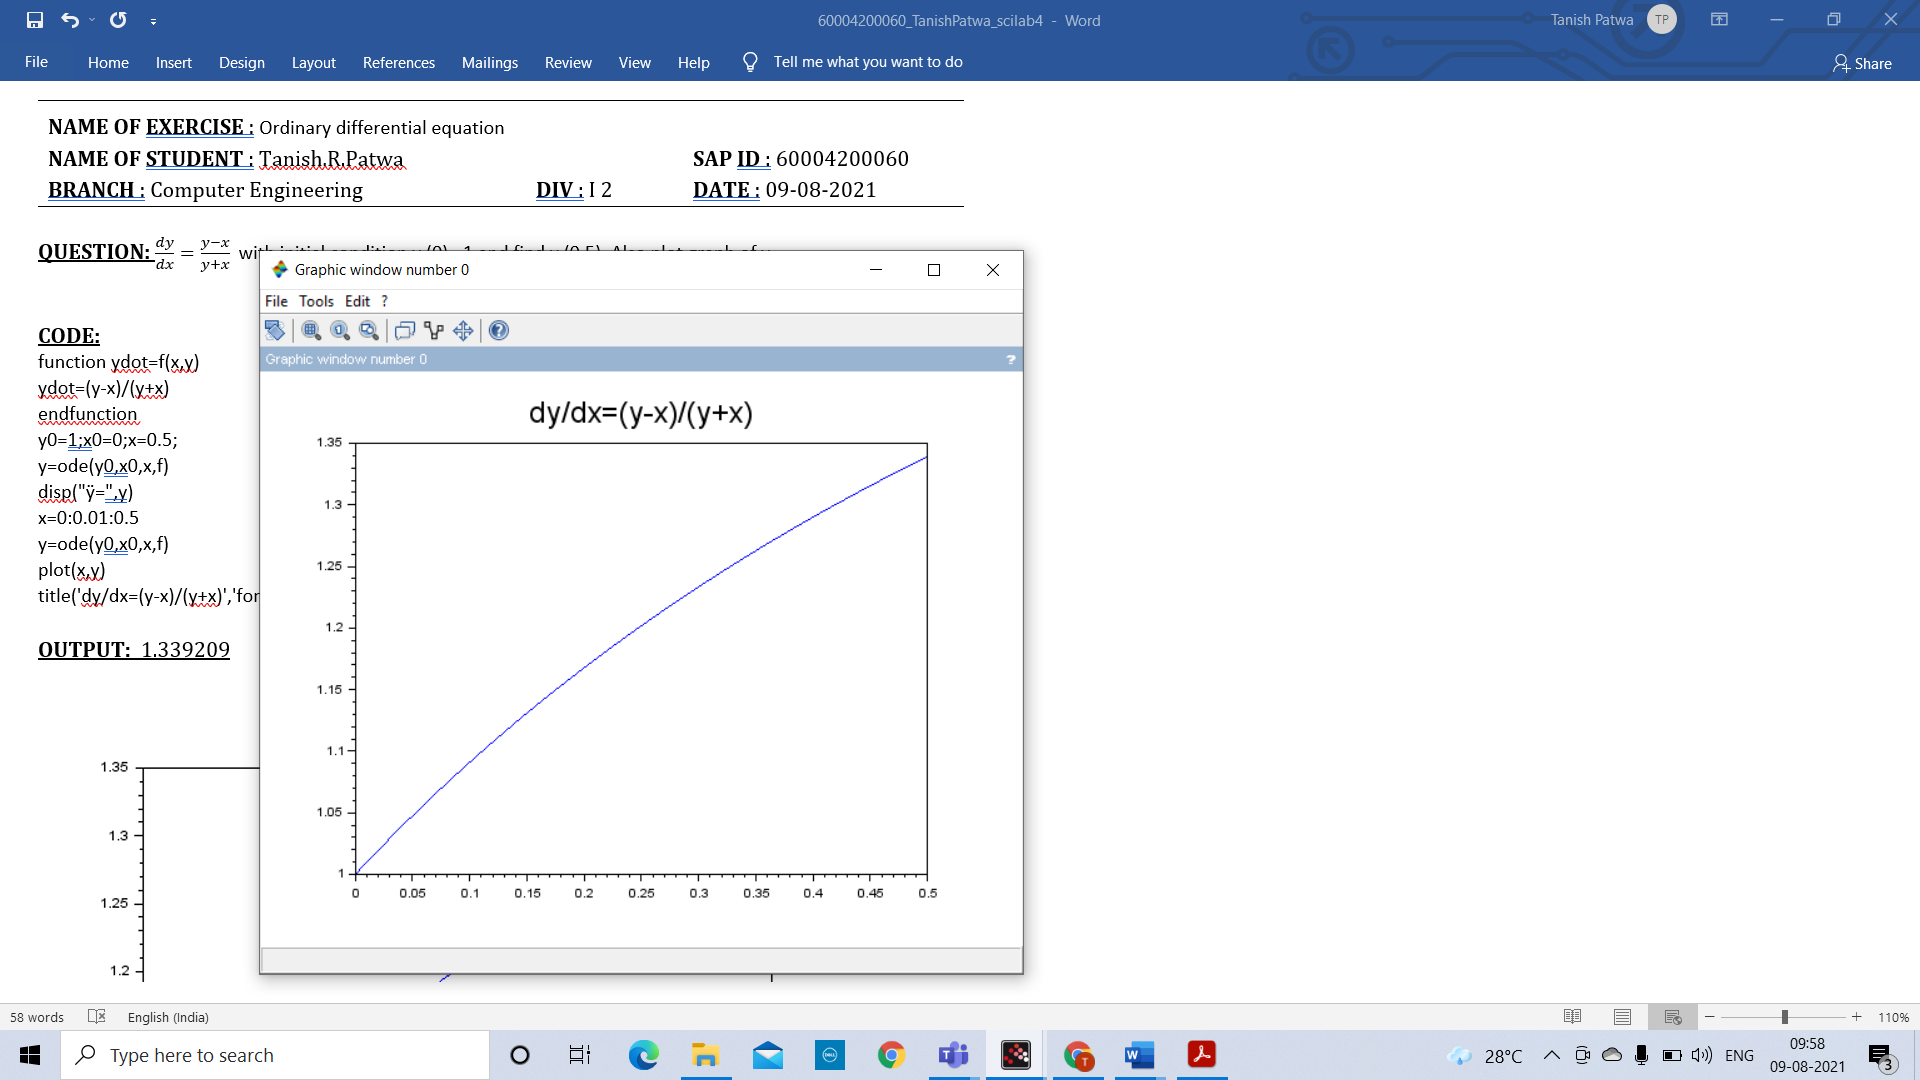 60004200060_TanishPatwa_scilab4 - Word
Tanish Patwa TP
File Home Insert Design Layout References Mailings Review View Help Tell me what you want to do Share
NAME OF EXERCISE : Ordinary differential equation
NAME OF STUDENT : Tanish.R.Patwa SAP ID : 60004200060
BRANCH : Computer Engineering DIV : I 2 DATE : 09-08-2021
QUESTION: dy/dx = y−x/y+x
CODE:
function ydot=f(x,y)
ydot=(y-x)/(y+x)
endfunction
y0=1;x0=0;x=0.5;
y=ode(y0,x0,x,f)
disp("ÿ=",y)
x=0:0.01:0.5
y=ode(y0,x0,x,f)
plot(x,y)
title('dy/dx=(y-x)/(y+x)','for
OUTPUT: 1.339209
1.35
1.3
1.25
1.2
Graphic window number 0
File Tools Edit ?
Graphic window number 0 ?
dy/dx=(y-x)/(y+x)
1.35
1.3
1.25
1.2
1.15
1.1
1.05
1
0 0.05 0.1 0.15 0.2 0.25 0.3 0.35 0.4 0.45 0.5
58 words English (India) 110%
Type here to search
28°C ENG 09:58
09-08-2021 3